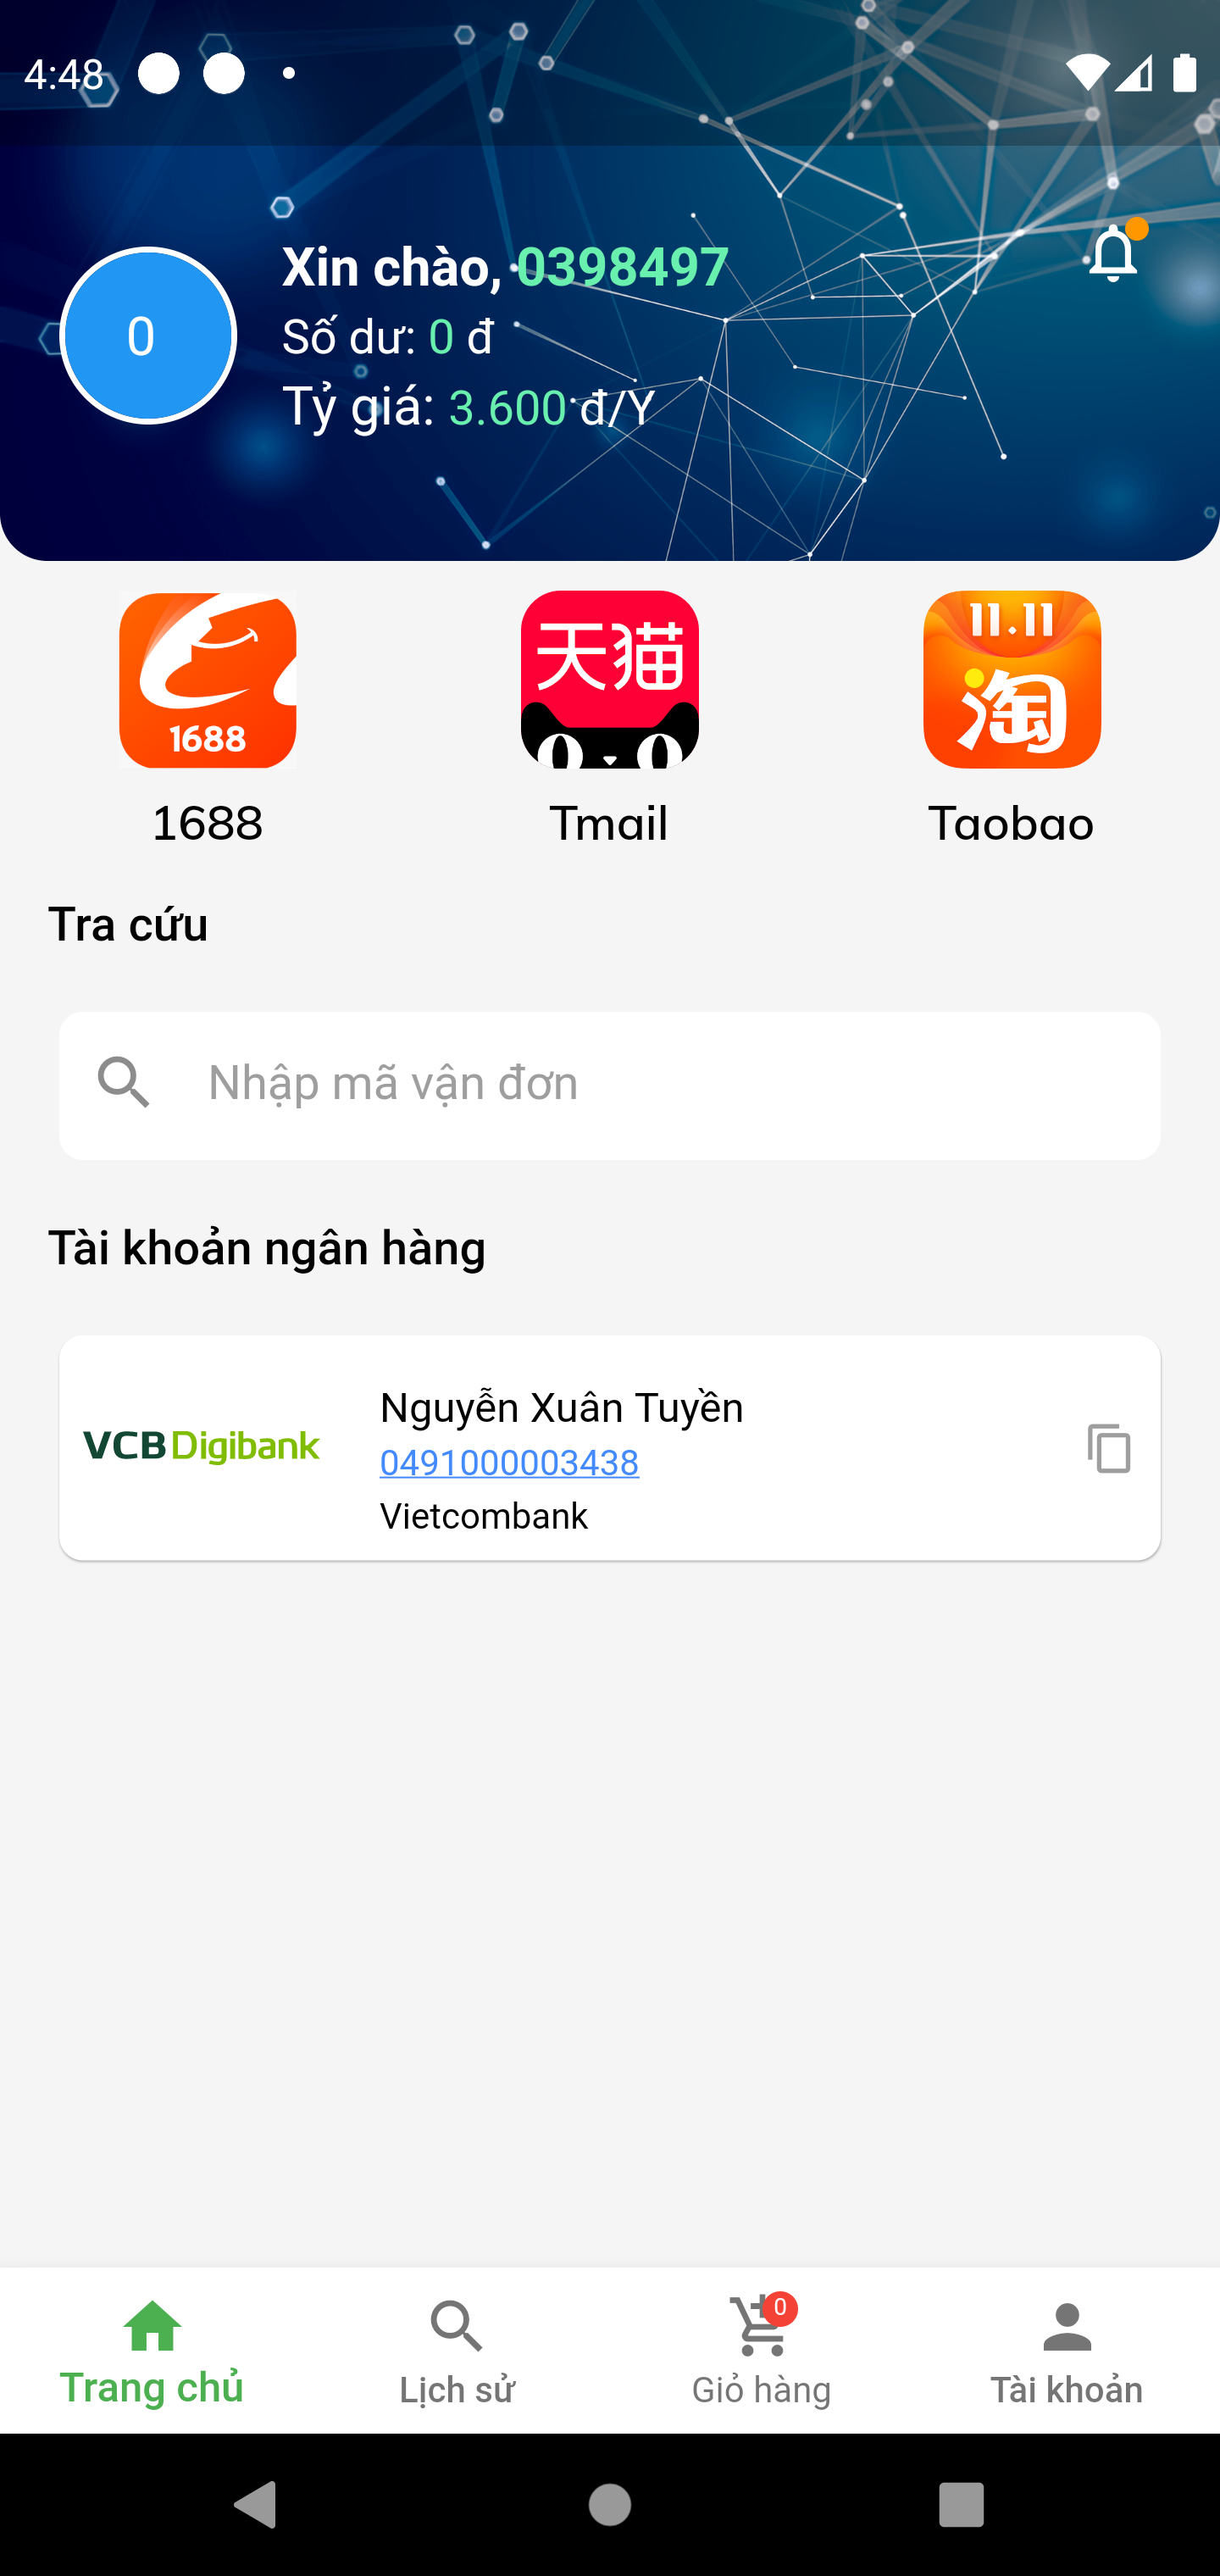 4:48
0
Xin chào, 0398497
Số dư: 0 đ
Tỷ giá: 3.600 đ/Y
1688
天猫
11.11
淘
1688
Tmail
Taobao
Tra cứu
Nhập mã vận đơn
Tài khoản ngân hàng
VCB Digibank
Nguyễn Xuân Tuyền
0491000003438
Vietcombank
0
Trang chủ
Lịch sử
Giỏ hàng
Tài khoản